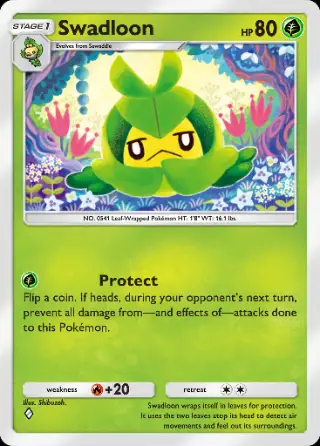 STAGE 1
Swadloon
HP 80
Evolves from Sewaddle
NO. 0541 Leaf-Wrapped Pokémon HT: 1'8" WT: 16.1 lbs.
Protect
Flip a coin. If heads, during your opponent's next turn,
prevent all damage from—and effects of—attacks done
to this Pokémon.
weakness +20
retreat
Illus. Shibuzoh.
Swadloon wraps itself in leaves for protection. It
uses the two leaves atop its head to detect air
movements and feel out its surroundings.